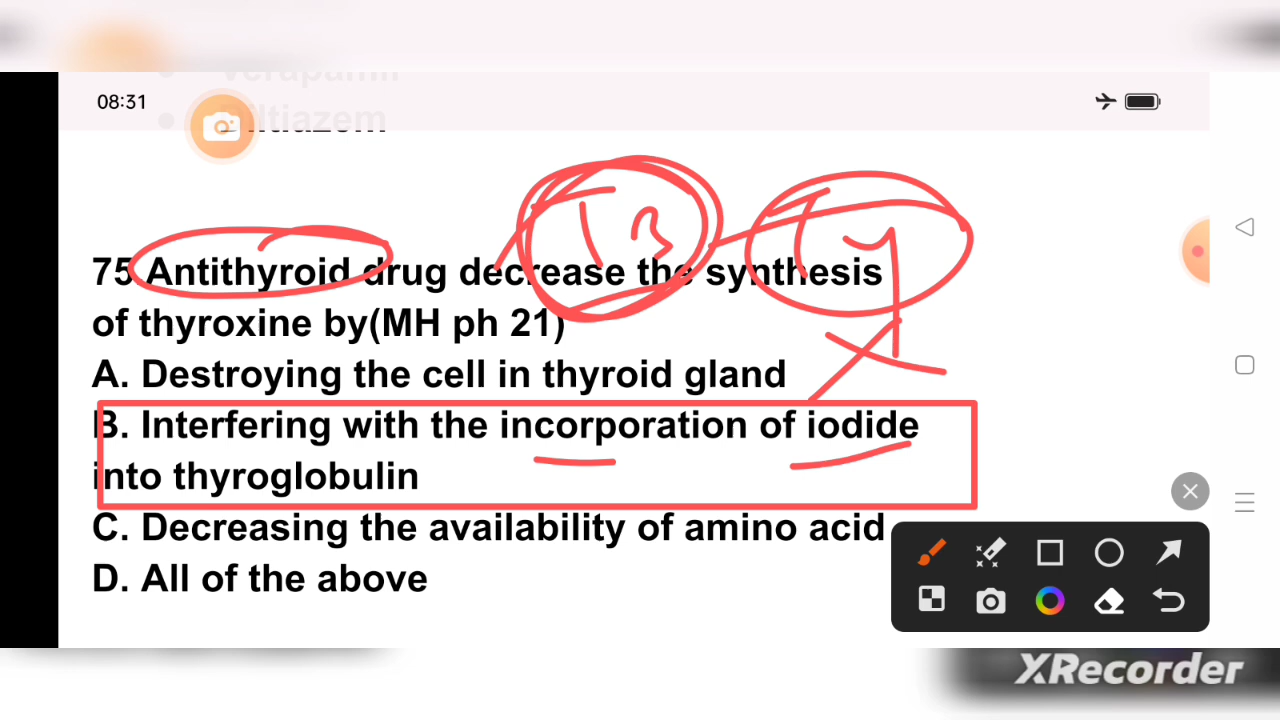 Verapamil
Diltiazem
08:31
T3 T4
75 Antithyroid drug decrease the synthesis
of thyroxine by(MH ph 21)
A. Destroying the cell in thyroid gland
B. Interfering with the incorporation of iodide
into thyroglobulin
C. Decreasing the availability of amino acid
D. All of the above
XRecorder